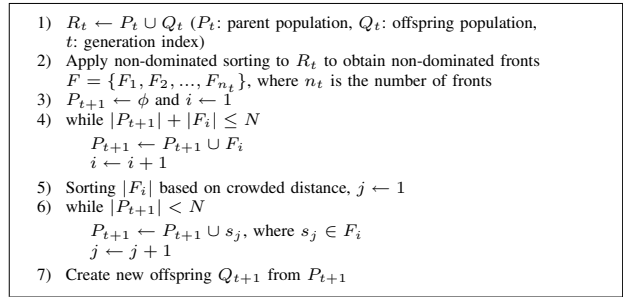 1) R_t ← P_t ∪ Q_t (P_t: parent population, Q_t: offspring population,
t: generation index)
2) Apply non-dominated sorting to R_t to obtain non-dominated fronts
F = {F_1, F_2, ..., F_{n_t}}, where n_t is the number of fronts
3) P_{t+1} ← ϕ and i ← 1
4) while |P_{t+1}| + |F_i| ≤ N
P_{t+1} ← P_{t+1} ∪ F_i
i ← i + 1
5) Sorting |F_i| based on crowded distance, j ← 1
6) while |P_{t+1}| < N
P_{t+1} ← P_{t+1} ∪ s_j, where s_j ∈ F_i
j ← j + 1
7) Create new offspring Q_{t+1} from P_{t+1}